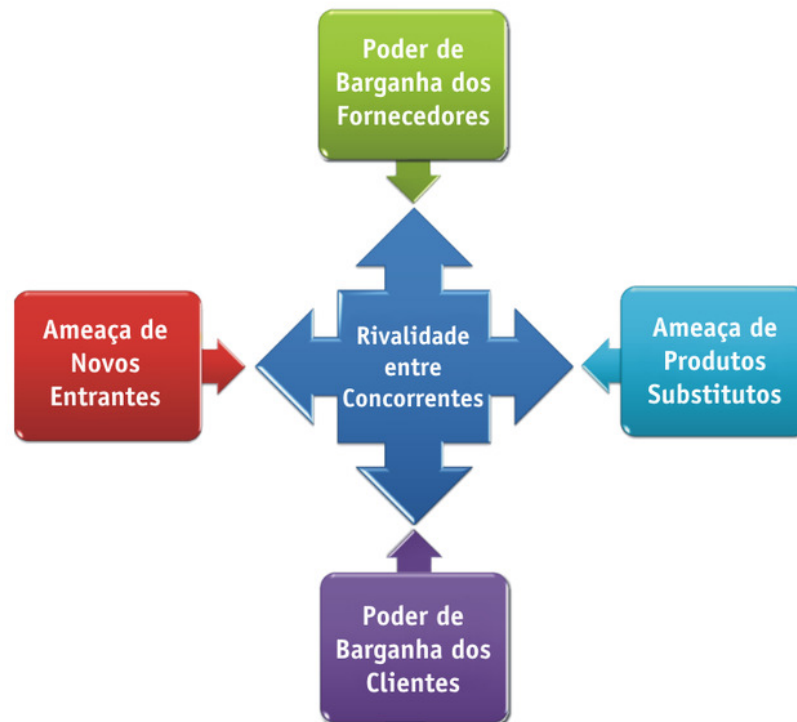 Poder de
Barganha dos
Fornecedores
Ameaça de
Novos
Entrantes
Rivalidade
entre
Concorrentes
Ameaça de
Produtos
Substitutos
Poder de
Barganha dos
Clientes